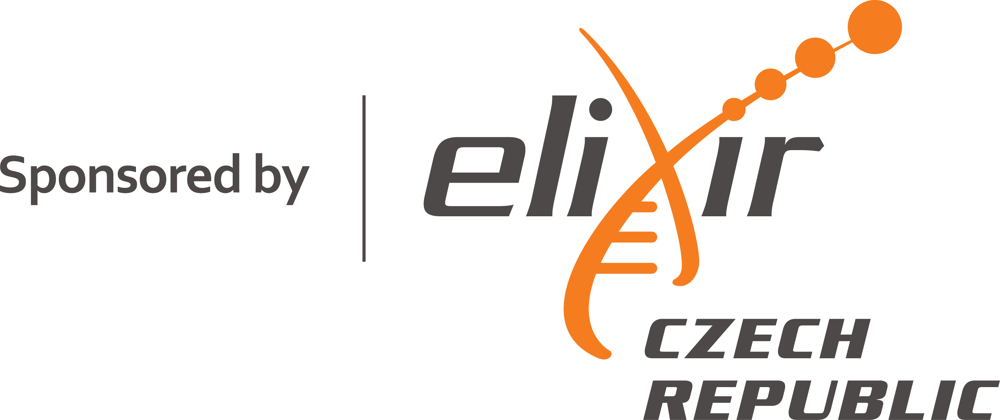 Sponsored by
elixir
CZECH
REPUBLIC